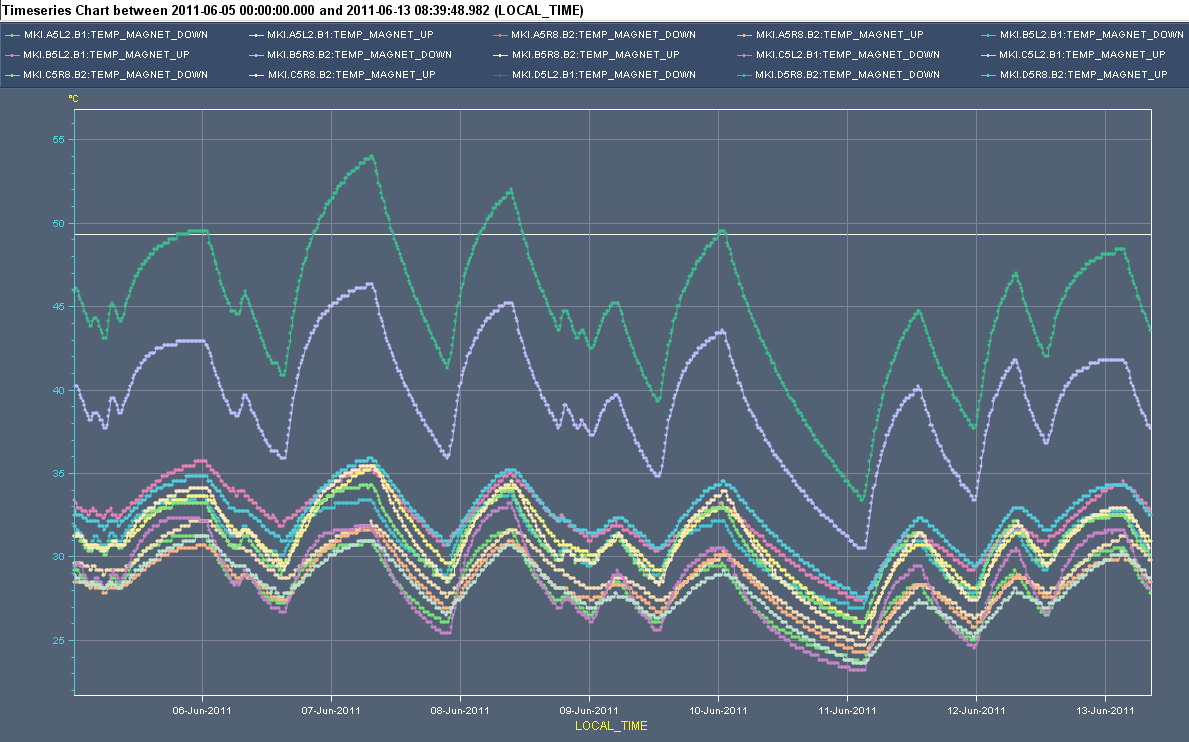 Timeseries Chart between 2011-06-05 00:00:00.000 and 2011-06-13 08:39:48.982 (LOCAL_TIME)
MKI.A5L2.B1:TEMP_MAGNET_DOWN MKI.A5L2.B1:TEMP_MAGNET_UP MKI.A5R8.B2:TEMP_MAGNET_DOWN MKI.A5R8.B2:TEMP_MAGNET_UP MKI.B5L2.B1:TEMP_MAGNET_DOWN
MKI.B5L2.B1:TEMP_MAGNET_UP MKI.B5R8.B2:TEMP_MAGNET_DOWN MKI.B5R8.B2:TEMP_MAGNET_UP MKI.C5L2.B1:TEMP_MAGNET_DOWN MKI.C5L2.B1:TEMP_MAGNET_UP
MKI.C5R8.B2:TEMP_MAGNET_DOWN MKI.C5R8.B2:TEMP_MAGNET_UP MKI.D5L2.B1:TEMP_MAGNET_DOWN MKI.D5R8.B2:TEMP_MAGNET_DOWN MKI.D5R8.B2:TEMP_MAGNET_UP
°C
55
50
45
40
35
30
25
06-Jun-2011 07-Jun-2011 08-Jun-2011 09-Jun-2011 10-Jun-2011 11-Jun-2011 12-Jun-2011 13-Jun-2011
LOCAL_TIME